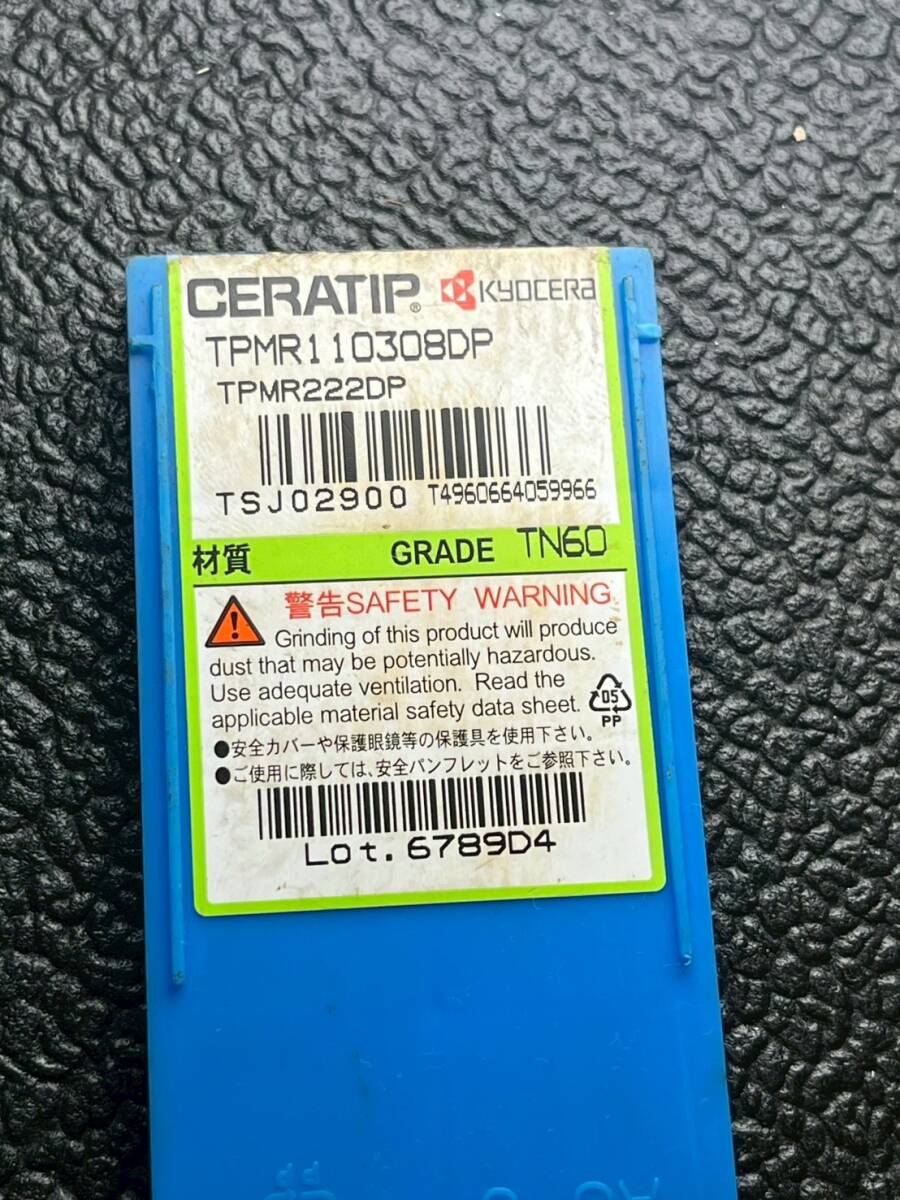 CERATIP® KYOCERA
TPMR110308DP
TPMR222DP
TSJ02900 T4960664059966
材質 GRADE TN60
警告SAFETY WARNING
Grinding of this product will produce
dust that may be potentially hazardous.
Use adequate ventilation. Read the
applicable material safety data sheet.
05
PP
●安全カバーや保護眼鏡等の保護具を使用下さい。
●ご使用に際しては、安全パンフレットをご参照下さい。
Lot. 6789D4